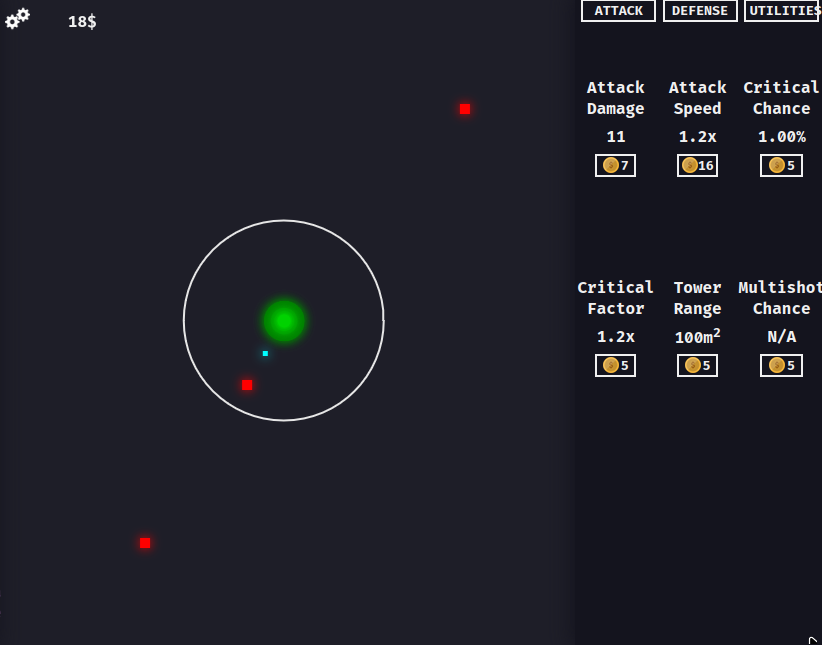 18$
ATTACK DEFENSE UTILITIES
Attack Damage
11
7
Attack Speed
1.2x
16
Critical Chance
1.00%
5
Critical Factor
1.2x
5
Tower Range
100m²
5
Multishot Chance
N/A
5